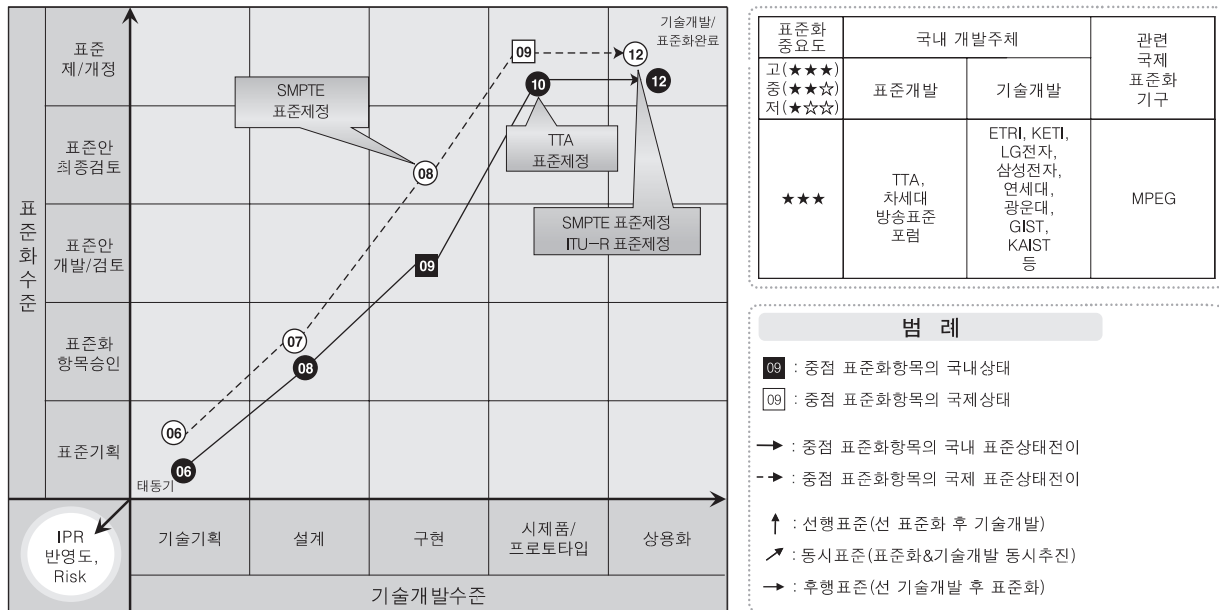 표준화수준
표준
제/개정
표준안
최종검토
표준안
개발/검토
표준화
항목승인
표준기획
기술개발/
표준화완료
09
12
10
12
SMPTE
표준제정
TTA
표준제정
08
SMPTE 표준제정
ITU-R 표준제정
09
07
08
06
06
태동기
IPR
반영도,
Risk
기술기획
설계
구현
시제품/
프로토타입
상용화
기술개발수준
표준화
중요도
국내 개발주체
관련
국제
표준화
기구
고(★★★)
중(★★☆)
저(★☆☆)
표준개발
기술개발
★★★
TTA,
차세대
방송표준
포럼
ETRI, KETI,
LG전자,
삼성전자,
연세대,
광운대,
GIST,
KAIST
등
MPEG
범 례
09 : 중점 표준화항목의 국내상태
09 : 중점 표준화항목의 국제상태
: 중점 표준화항목의 국내 표준상태전이
: 중점 표준화항목의 국제 표준상태전이
: 선행표준(선 표준화 후 기술개발)
: 동시표준(표준화&기술개발 동시추진)
: 후행표준(선 기술개발 후 표준화)